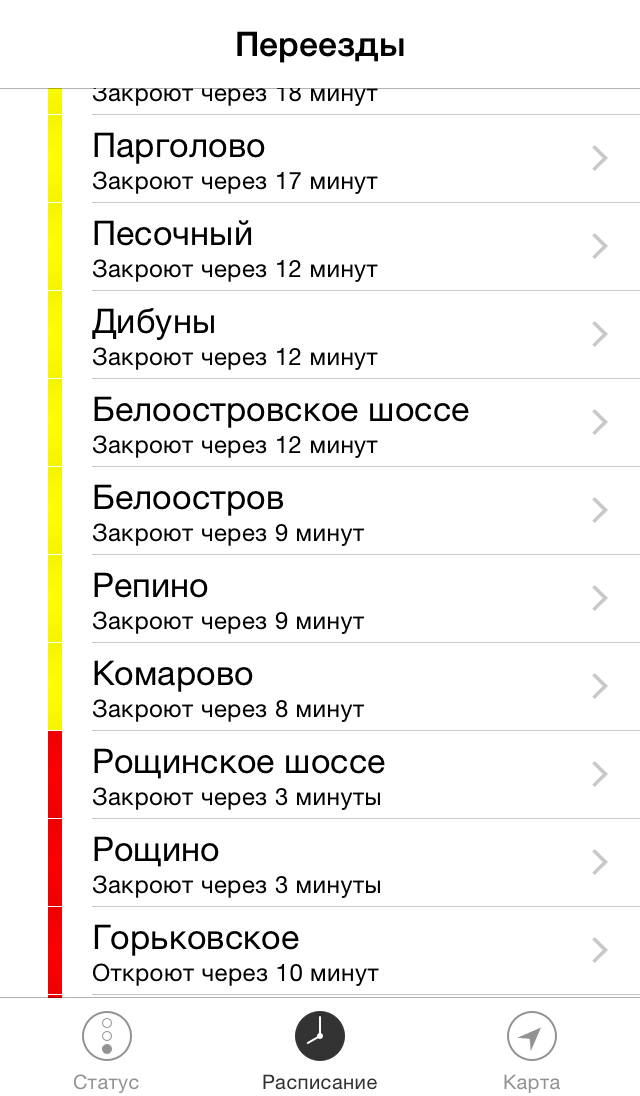 Переезды
Закроют через 18 минут
Парголово
Закроют через 17 минут
Песочный
Закроют через 12 минут
Дибуны
Закроют через 12 минут
Белоостровское шоссе
Закроют через 12 минут
Белоостров
Закроют через 9 минут
Репино
Закроют через 9 минут
Комарово
Закроют через 8 минут
Рощинское шоссе
Закроют через 3 минуты
Рощино
Закроют через 3 минуты
Горьковское
Откроют через 10 минут
Статус
Расписание
Карта